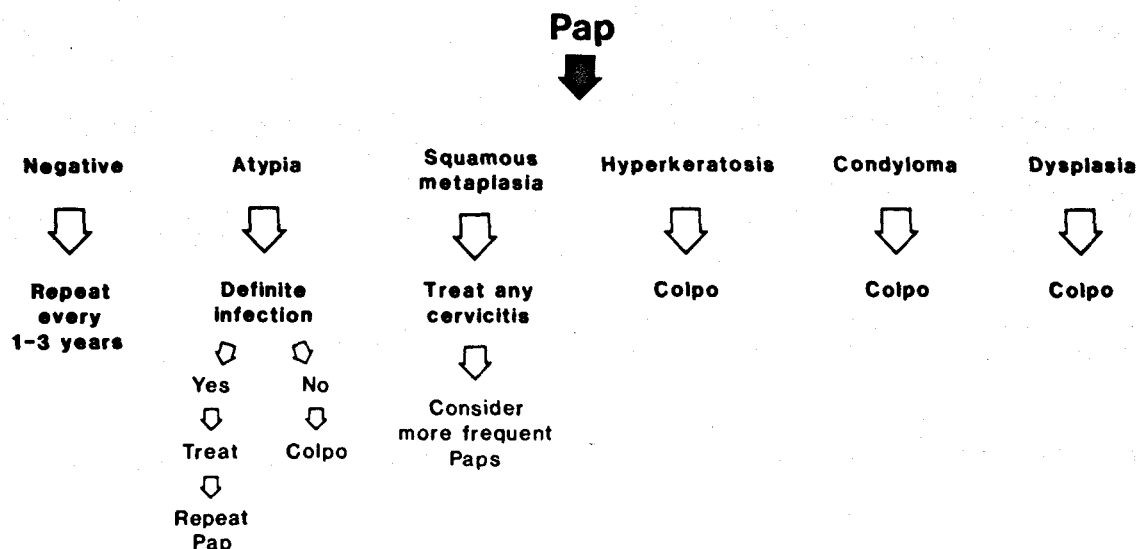 Pap
Negative
Atypia
Squamous
metaplasia
Hyperkeratosis
Condyloma
Dysplasia
Repeat
every
1-3 years
Definite
infection
Treat any
cervicitis
Colpo
Colpo
Colpo
Yes
No
Treat
Colpo
Repeat
Pap
Consider
more frequent
Paps